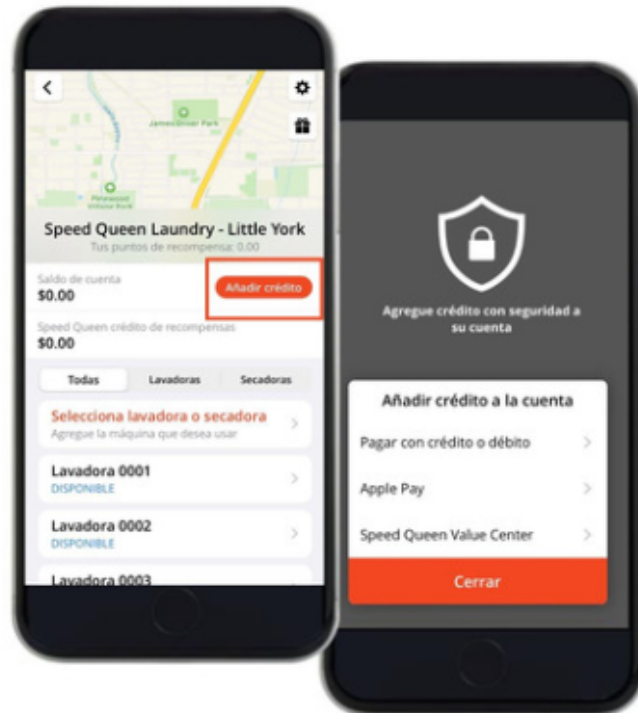 Speed Queen Laundry - Little York
Tus puntos de recompensa: 0.00
Saldo de cuenta
$0.00
Añadir crédito
Speed Queen crédito de recompensas
$0.00
Todas Lavadoras Secadoras
Selecciona lavadora o secadora
Agregue la máquina que desea usar
Lavadora 0001
DISPONIBLE
Lavadora 0002
DISPONIBLE
Lavadora 0003
Agregue crédito con seguridad a
su cuenta
Añadir crédito a la cuenta
Pagar con crédito o débito
Apple Pay
Speed Queen Value Center
Cerrar